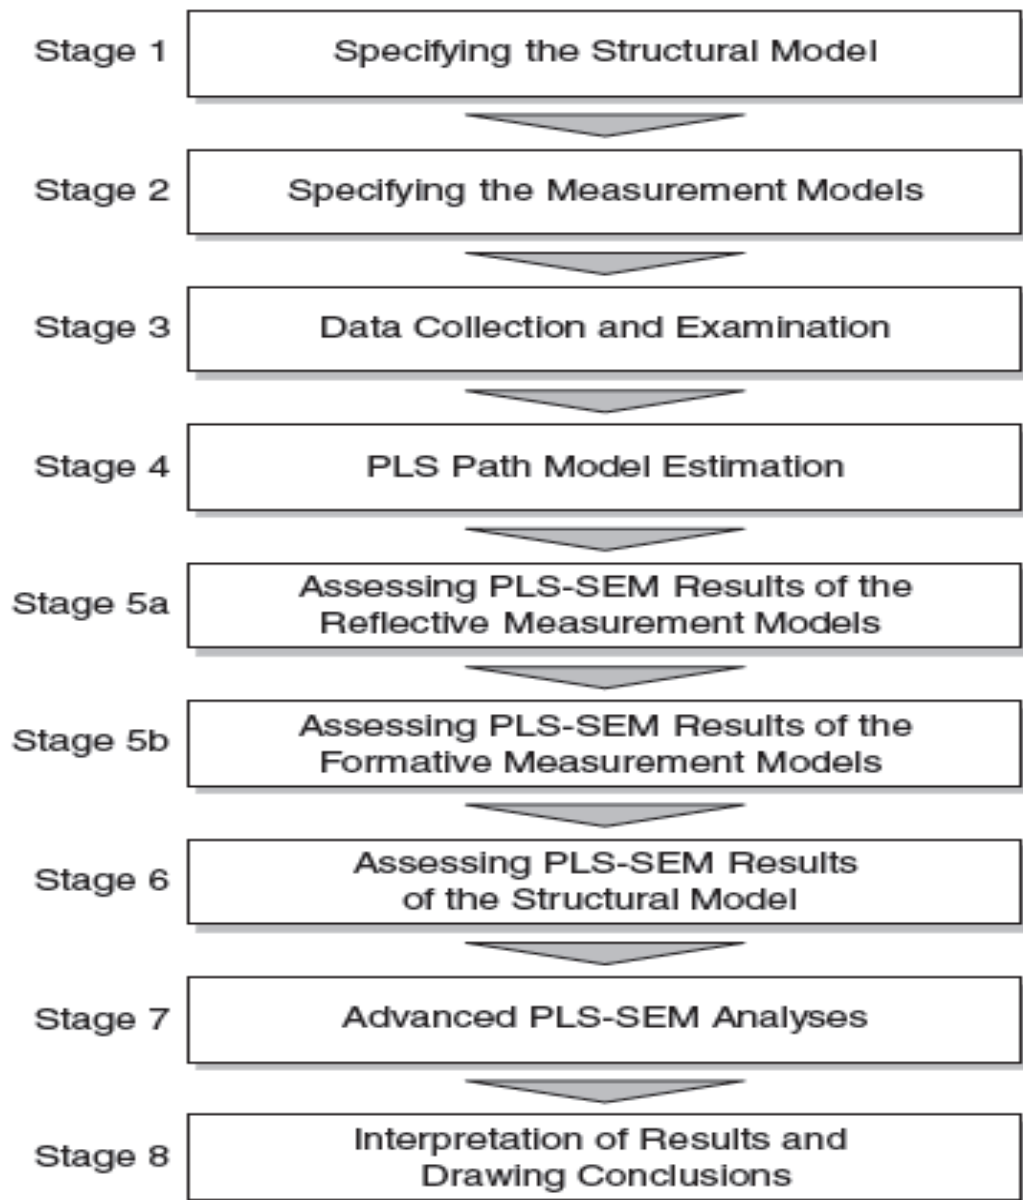 Stage 1
Specifying the Structural Model
Stage 2
Specifying the Measurement Models
Stage 3
Data Collection and Examination
Stage 4
PLS Path Model Estimation
Stage 5a
Assessing PLS-SEM Results of the
Reflective Measurement Models
Stage 5b
Assessing PLS-SEM Results of the
Formative Measurement Models
Stage 6
Assessing PLS-SEM Results
of the Structural Model
Stage 7
Advanced PLS-SEM Analyses
Stage 8
Interpretation of Results and
Drawing Conclusions